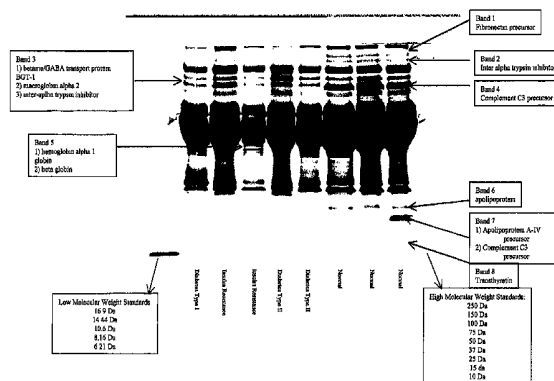 Band 1
Fibronectin precursor
Band 3
1) betaine/GABA transport protein
BGT-1
2) macroglobin alpha 2
3) inter-alpha trypsin inhibitor
Band 2
Inter alpha trypsin inhibitor
Band 4
Complement C3 precursor
Band 5
1) hemoglobin alpha 1
globin
2) beta globin
Band 6
apolipoprotein
Band 7
1) Apolipoprotein A-IV
precursor
2) Complement C3
precursor
Band 8
Transthyretin
Diabetes Type I
Insulin Resistance
Insulin Resistance
Diabetes Type II
Diabetes Type II
Normal
Normal
Normal
Low Molecular Weight Standards
16.9 Da
14.44 Da
10.6 Da
8.16 Da
6.21 Da
High Molecular Weight Standards:
250 Da
150 Da
100 Da
75 Da
50 Da
37 Da
25 Da
15 da
10 Da